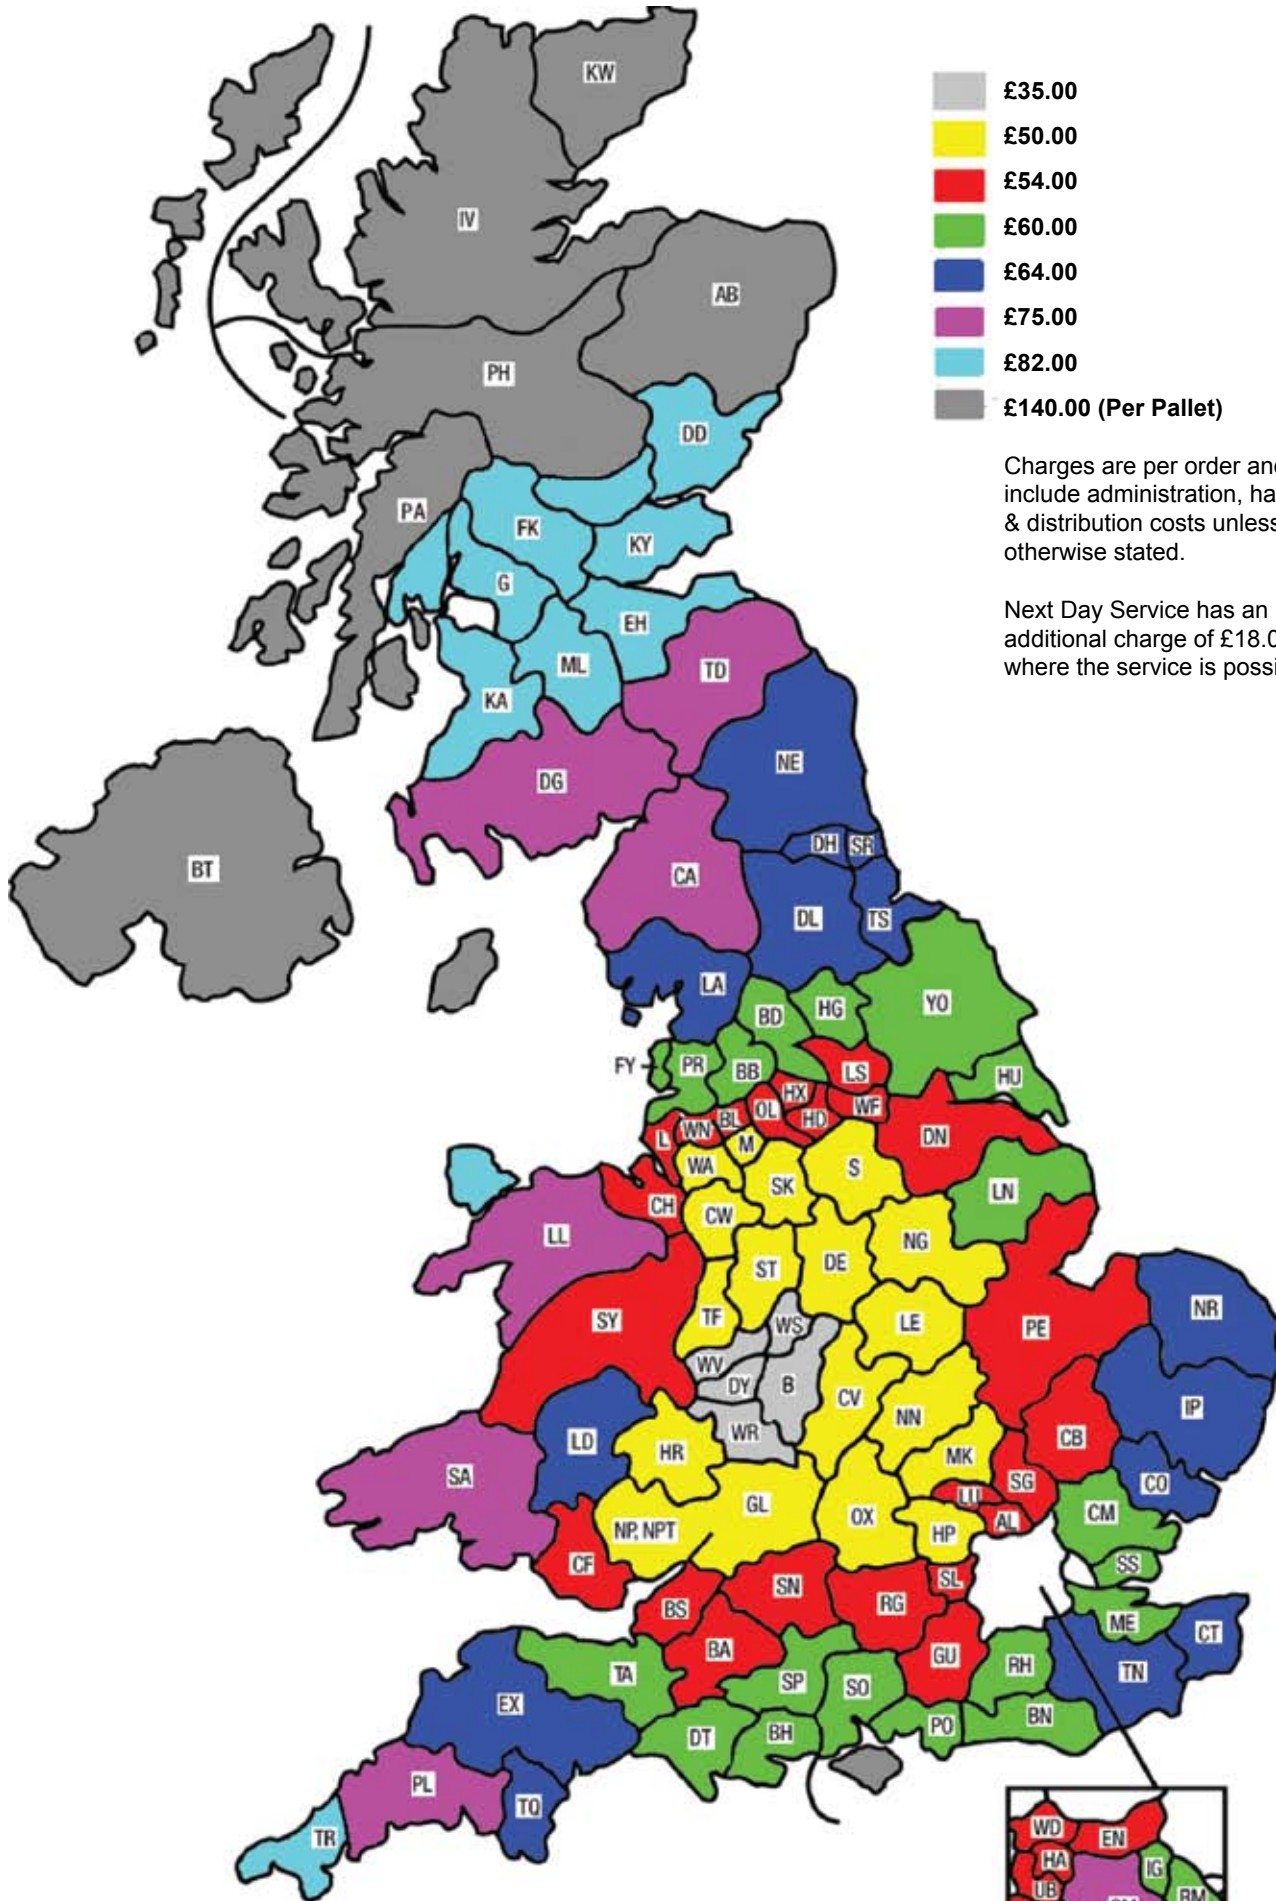 £35.00
£50.00
£54.00
£60.00
£64.00
£75.00
£82.00
£140.00 (Per Pallet)
Charges are per order and
include administration, ha
& distribution costs unless
otherwise stated.
Next Day Service has an
additional charge of £18.0
where the service is possi
KW
IV
AB
PH
DD
PA
FK
KY
G
EH
ML
TD
KA
NE
DG
DH
SR
BT
CA
DL
TS
LA
BD
HG
YO
FY
PR
BB
LS
HU
HX
OL
HD
WF
L
WN
BL
M
DN
WA
SK
S
LN
CH
CW
LL
ST
DE
NG
SY
TF
WS
LE
PE
NR
WV
DY
B
CV
NN
CB
IP
WR
LD
HR
MK
SG
CO
SA
GL
LU
AL
CM
NP, NPT
OX
HP
CF
SS
SN
SL
BS
RG
ME
CT
BA
GU
RH
TN
TA
SP
SO
EX
DT
BH
PO
BN
PL
TQ
TR
WD
EN
HA
IG
UB
RM